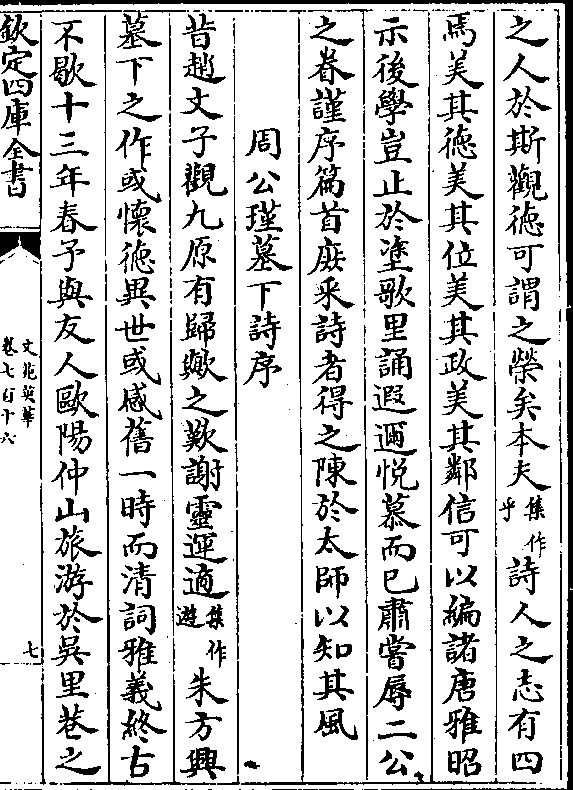 之人於斯觀德可謂之榮矣本夫集作乎詩人之志有四
焉美其德美其位美其政美其鄰信可以編諸唐雅昭
示後學豈止於塗歌里誦遐邇悦慕而已肅嘗辱二公
之眷謹序篇首庶采詩者得之陳於太師以知其風
周公瑾墓下詩序
昔趙文子觀九原有歸歟之歎謝靈運適集作遊朱方興
墓下之作或懷德異世或感舊一時而清詞雅義終古
不歇十三年春予與友人歐陽仲山旅游於吳里巷之
欽定四庫全書
文苑英華
卷七百十六
七